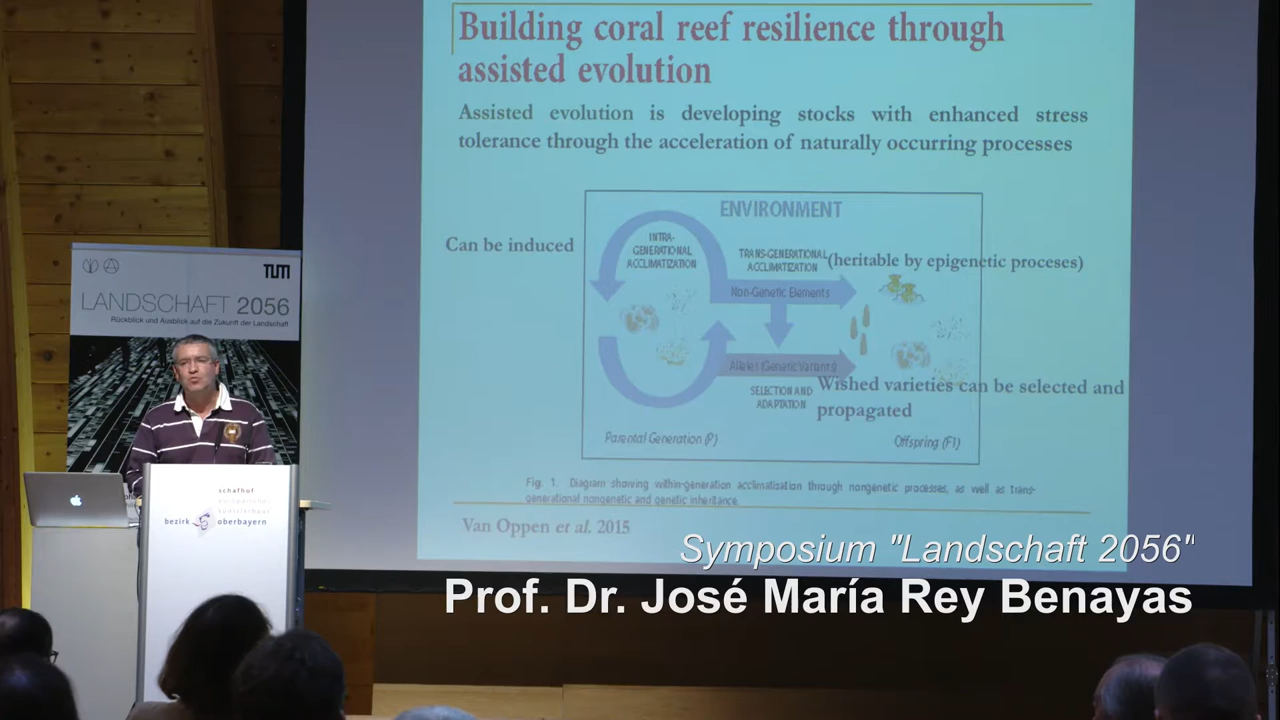 Building coral reef resilience through
assisted evolution
Assisted evolution is developing stocks with enhanced stress
tolerance through the acceleration of naturally occurring processes
ENVIRONMENT
Can be induced
INTRA-
GENERATIONAL
ACCLIMATIZATION
TRANS-GENERATIONAL
ACCLIMATIZATION
(heritable by epigenetic proceses)
Non-Genetic Elements
Alleles (Genetic Variants)
SELECTION AND
ADAPTATION
Wished varieties can be selected and
propagated
Parental Generation (P)
Offspring (F1)
Fig. 1. Diagram showing within-generation acclimatization through nongenetic processes, as well as trans-
generational nongenetic and genetic inheritance.
Van Oppen et al. 2015
TUM
LANDSCHAFT 2056
Rückblick und Ausblick auf die Zukunft der Landschaft
schafhof
europäisches
künstlerhaus
bezirk oberbayern
Symposium "Landschaft 2056"
Prof. Dr. José María Rey Benayas